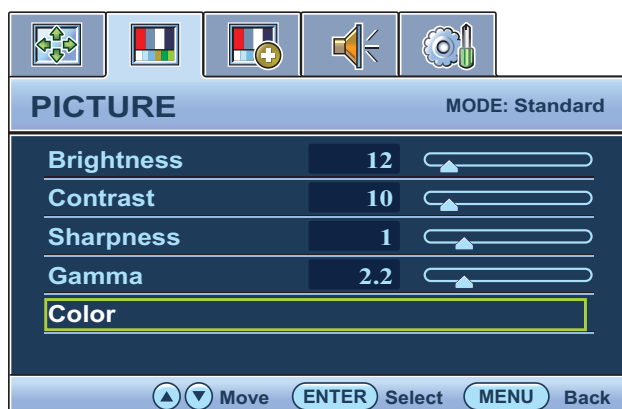 PICTURE MODE: Standard
Brightness 12
Contrast 10
Sharpness 1
Gamma 2.2
Color
Move ENTER Select MENU Back